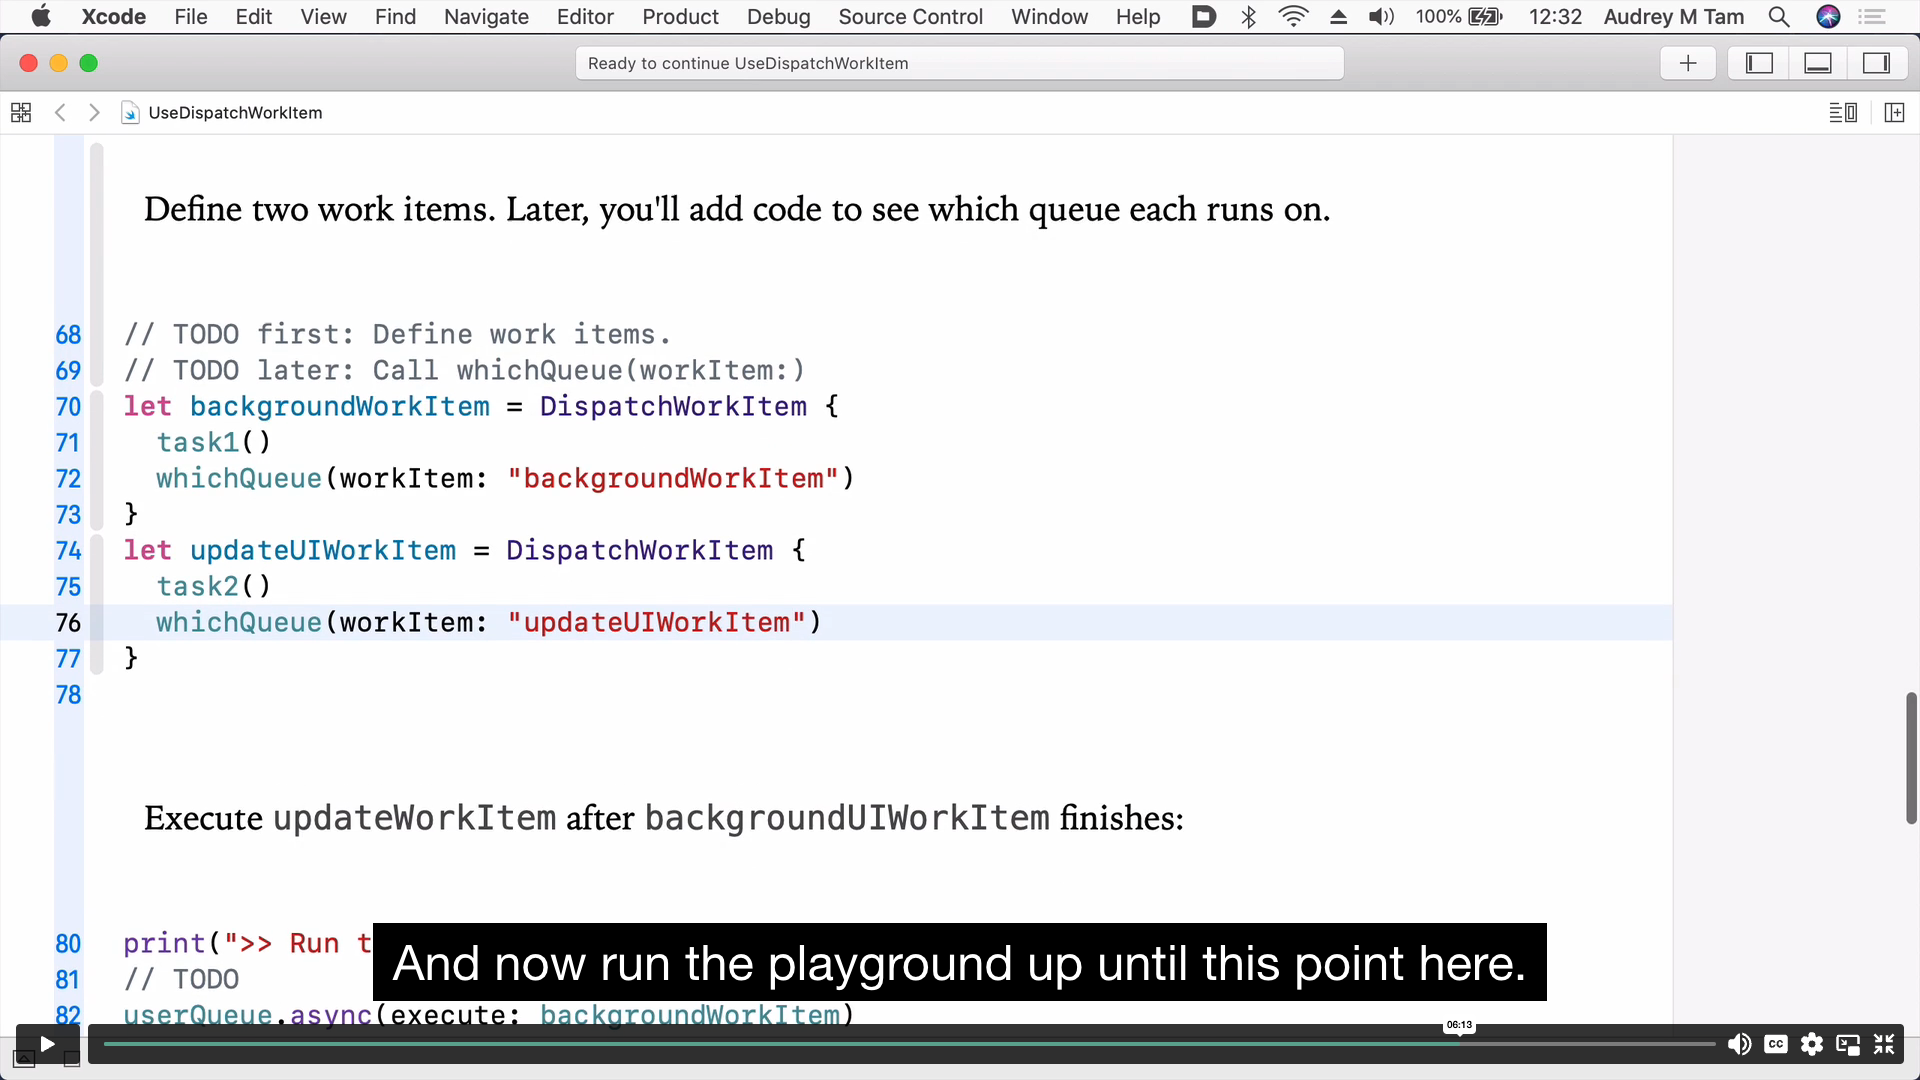 Xcode File Edit View Find Navigate Editor Product Debug Source Control Window Help 100% 12:32 Audrey M Tam
Ready to continue UseDispatchWorkItem
UseDispatchWorkItem
Define two work items. Later, you'll add code to see which queue each runs on.
68 // TODO first: Define work items.
69 // TODO later: Call whichQueue(workItem:)
70 let backgroundWorkItem = DispatchWorkItem {
71 task1()
72 whichQueue(workItem: "backgroundWorkItem")
73 }
74 let updateUIWorkItem = DispatchWorkItem {
75 task2()
76 whichQueue(workItem: "updateUIWorkItem")
77 }
78
Execute updateWorkItem after backgroundUIWorkItem finishes:
80 print(">> Run t
And now run the playground up until this point here.
81 // TODO
82 userQueue.async(execute: backgroundWorkItem)
06:13
CC